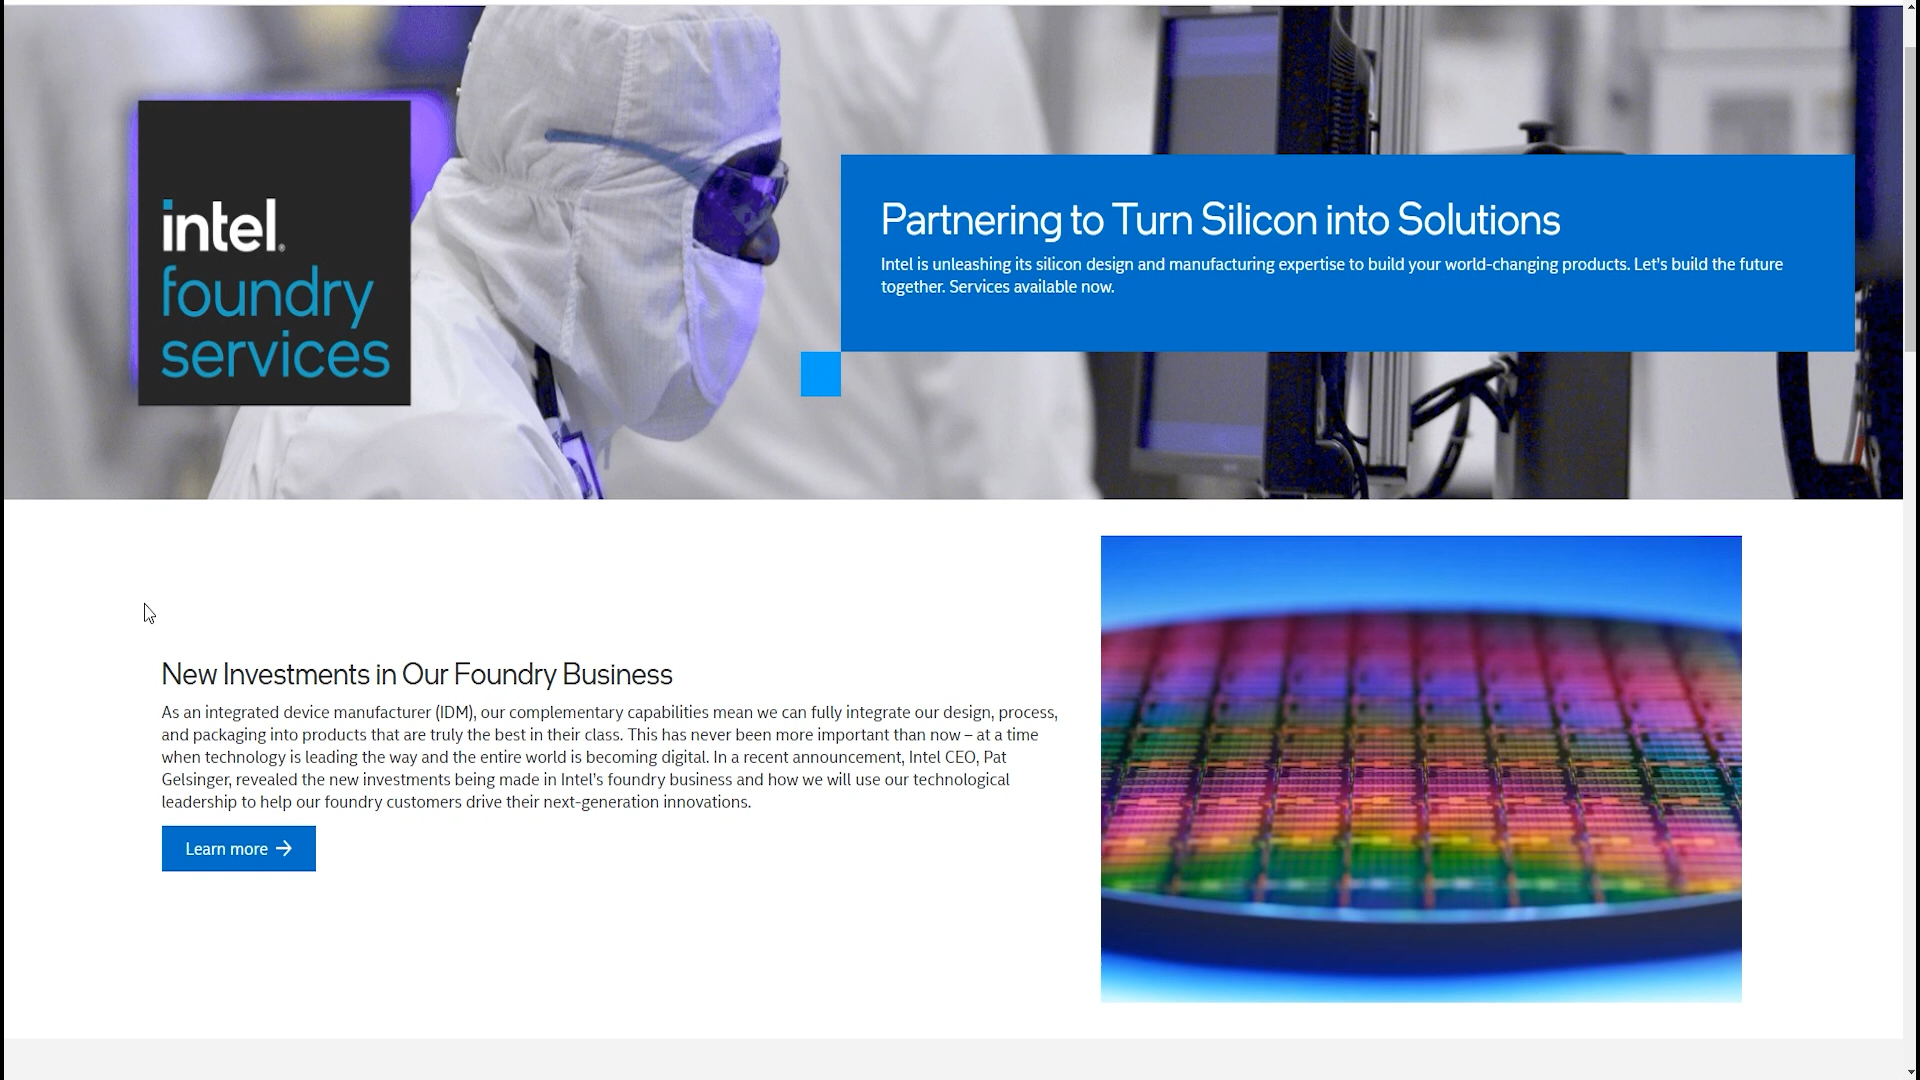 intel.
foundry
services
Partnering to Turn Silicon into Solutions
Intel is unleashing its silicon design and manufacturing expertise to build your world-changing products. Let's build the future
together. Services available now.
New Investments in Our Foundry Business
As an integrated device manufacturer (IDM), our complementary capabilities mean we can fully integrate our design, process,
and packaging into products that are truly the best in their class. This has never been more important than now – at a time
when technology is leading the way and the entire world is becoming digital. In a recent announcement, Intel CEO, Pat
Gelsinger, revealed the new investments being made in Intel's foundry business and how we will use our technological
leadership to help our foundry customers drive their next-generation innovations.
Learn more →